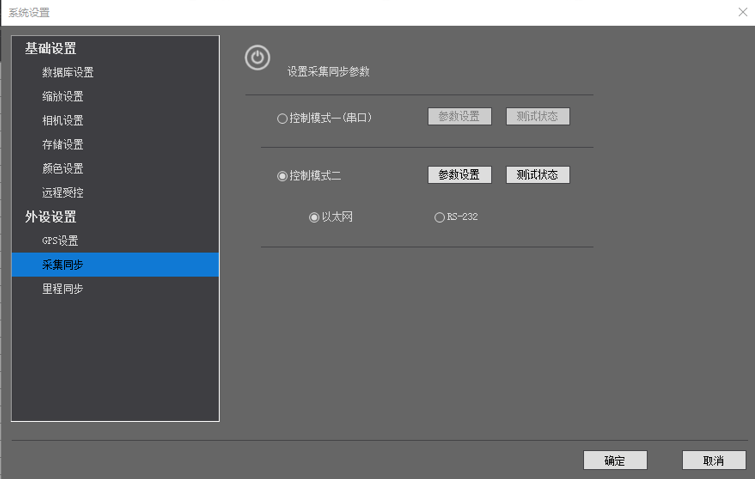 系统设置
基础设置
数据库设置
缩放设置
相机设置
存储设置
颜色设置
远程受控
外设设置
GPS设置
采集同步
里程同步
设置采集同步参数
控制模式一(串口) 参数设置 测试状态
控制模式二 参数设置 测试状态
以太网 RS-232
确定 取消